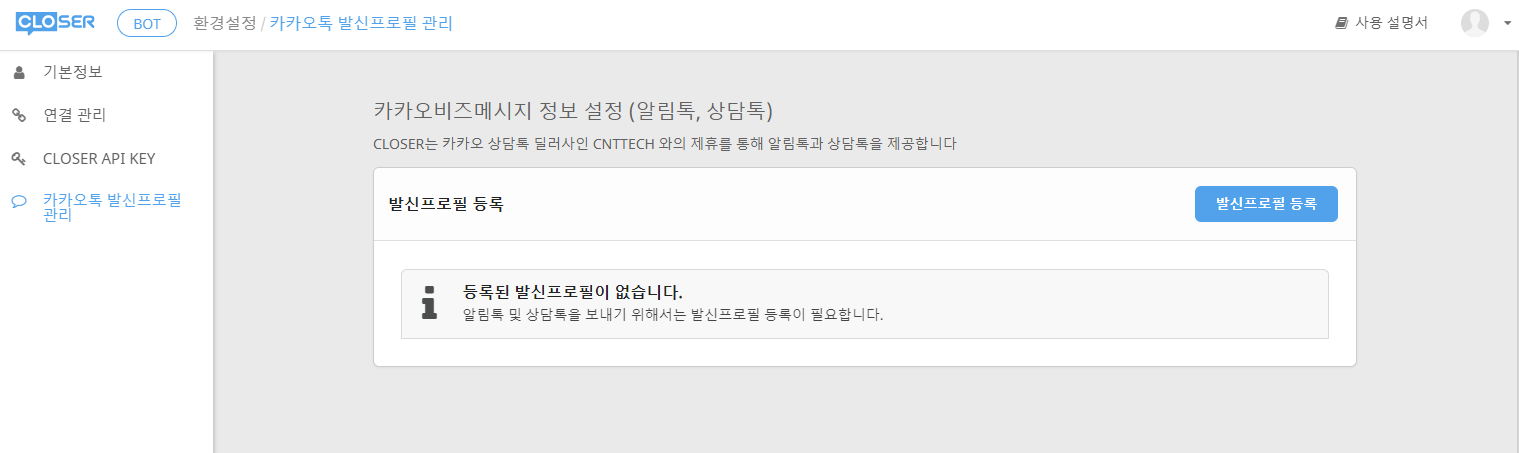 CLOSER BOT 환경설정 / 카카오톡 발신프로필 관리 사용 설명서
기본정보
연결 관리
CLOSER API KEY
카카오톡 발신프로필
관리
카카오비즈메시지 정보 설정 (알림톡, 상담톡)
CLOSER는 카카오 상담톡 딜러사인 CNTTECH 와의 제휴를 통해 알림톡과 상담톡을 제공합니다
발신프로필 등록 발신프로필 등록
등록된 발신프로필이 없습니다.
알림톡 및 상담톡을 보내기 위해서는 발신프로필 등록이 필요합니다.